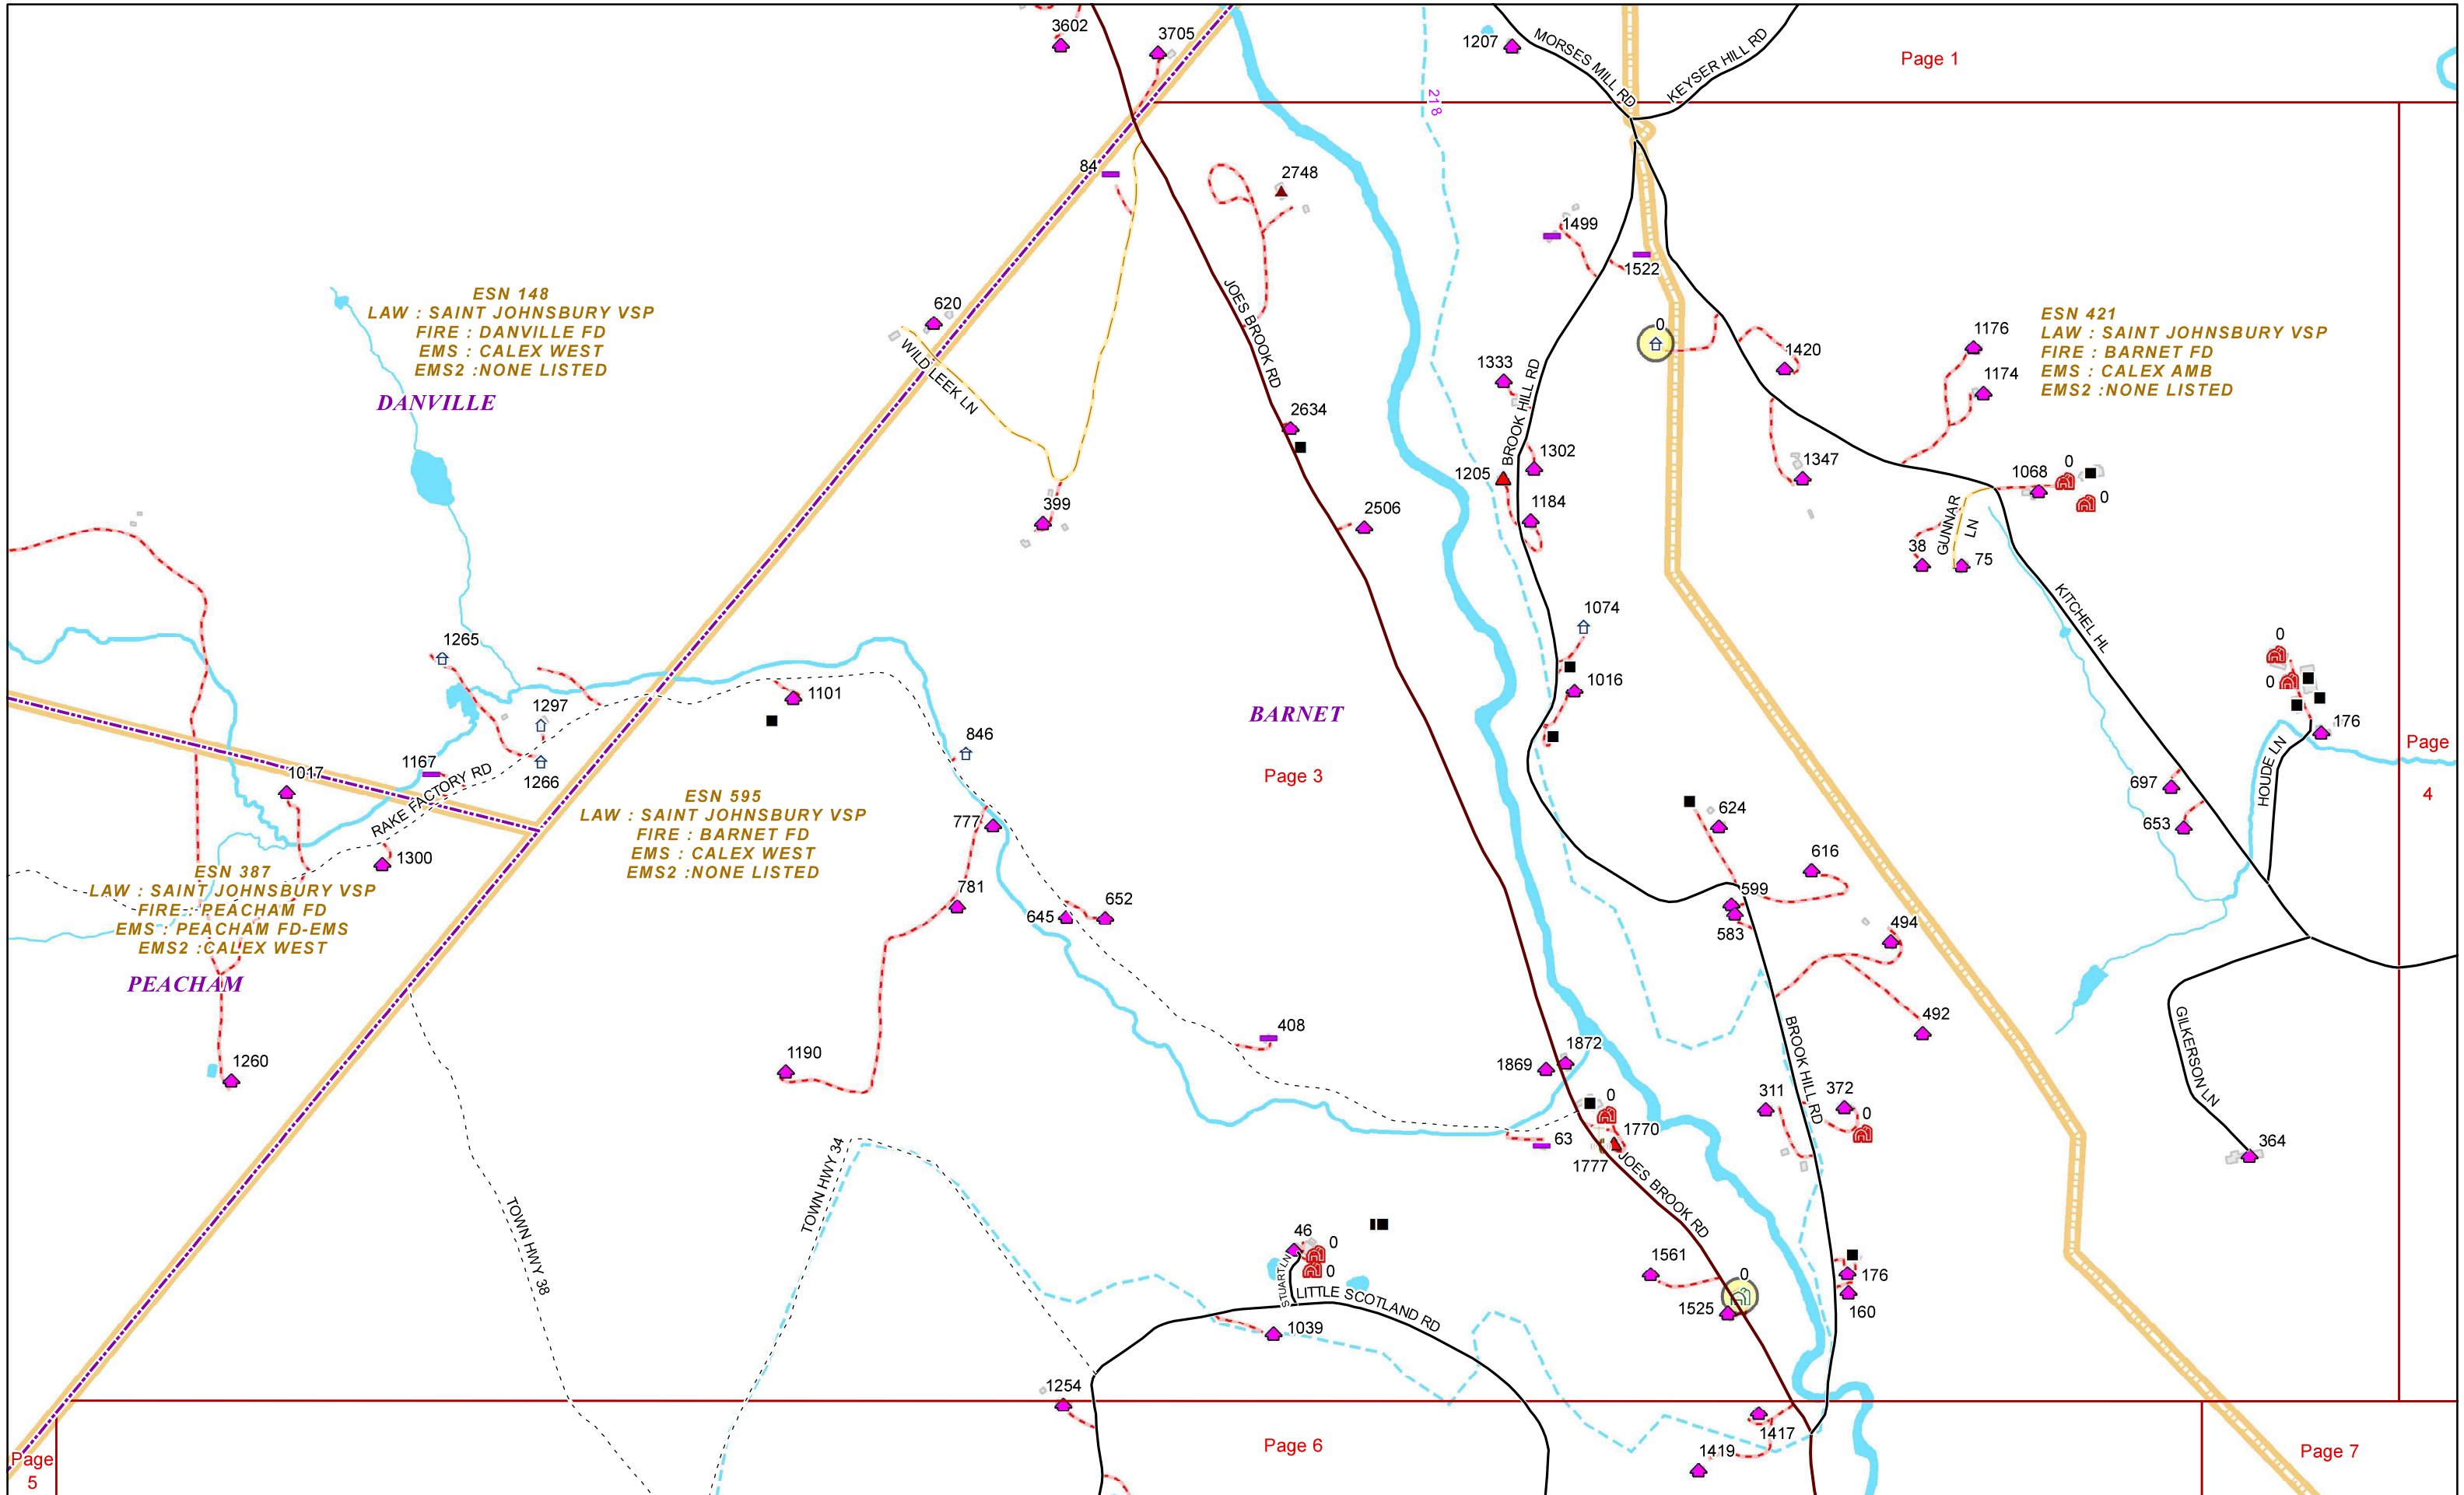 3602
3705
1207
MORSES MILL RD
KEYSER HILL RD
Page 1
218
84
2748
1499
1522
ESN 148
LAW : SAINT JOHNSBURY VSP
FIRE : DANVILLE FD
EMS : CALEX WEST
EMS2 :NONE LISTED
DANVILLE
620
WILD LEEK LN
JOES BROOK RD
0
1420
1176
1174
ESN 421
LAW : SAINT JOHNSBURY VSP
FIRE : BARNET FD
EMS : CALEX AMB
EMS2 :NONE LISTED
1333
BROOK HILL RD
2634
1302
1205
1184
1347
1068
0
0
399
2506
GUNNAR
LN
38
75
KITCHEL HL
1074
1016
1265
1297
1266
1167
1101
846
BARNET
Page 3
0
0
176
Page
4
HOUDE LN
697
653
1017
RAKE FACTORY RD
1300
ESN 595
LAW : SAINT JOHNSBURY VSP
FIRE : BARNET FD
EMS : CALEX WEST
EMS2 :NONE LISTED
777
781
645
652
624
616
599
583
494
492
ESN 387
LAW : SAINT JOHNSBURY VSP
FIRE : PEACHAM FD
EMS : PEACHAM FD-EMS
EMS2 :CALEX WEST
PEACHAM
1260
1190
408
1869
1872
0
1770
1777
63
JOES BROOK RD
BROOK HILL RD
311
372
0
GILKERSON LN
364
TOWN HWY 38
TOWN HWY 34
46
0
0
STUART LN
LITTLE SCOTLAND RD
1039
1561
0
1525
176
160
1254
1417
1419
Page
5
Page 6
Page 7